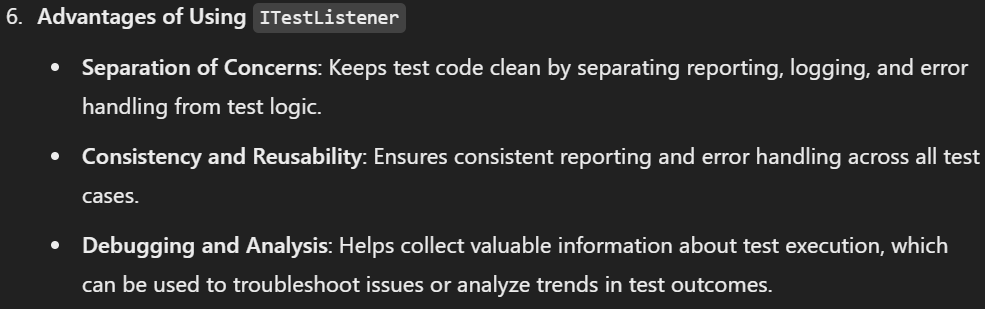 6. Advantages of Using ITestListener
• Separation of Concerns: Keeps test code clean by separating reporting, logging, and error
handling from test logic.
• Consistency and Reusability: Ensures consistent reporting and error handling across all test
cases.
• Debugging and Analysis: Helps collect valuable information about test execution, which
can be used to troubleshoot issues or analyze trends in test outcomes.